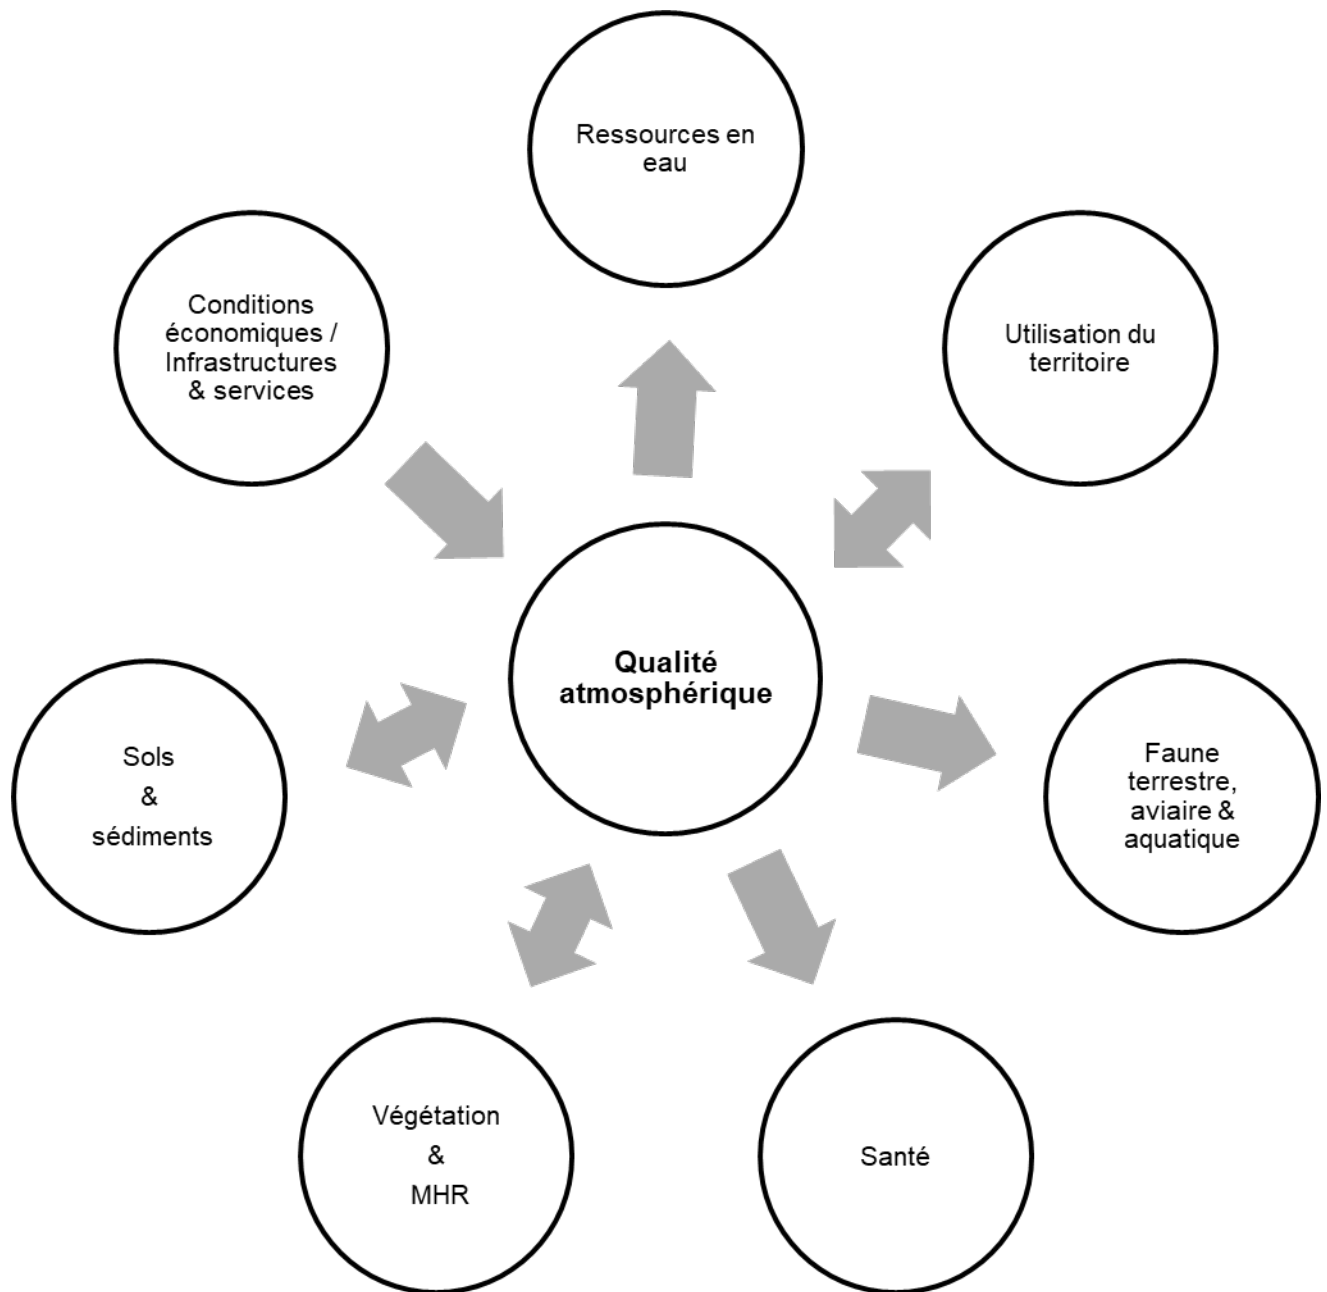 Ressources en
eau
Conditions
économiques /
Infrastructures
& services
Utilisation du
territoire
Qualité
atmosphérique
Sols
&
sédiments
Faune
terrestre,
aviaire &
aquatique
Végétation
&
MHR
Santé